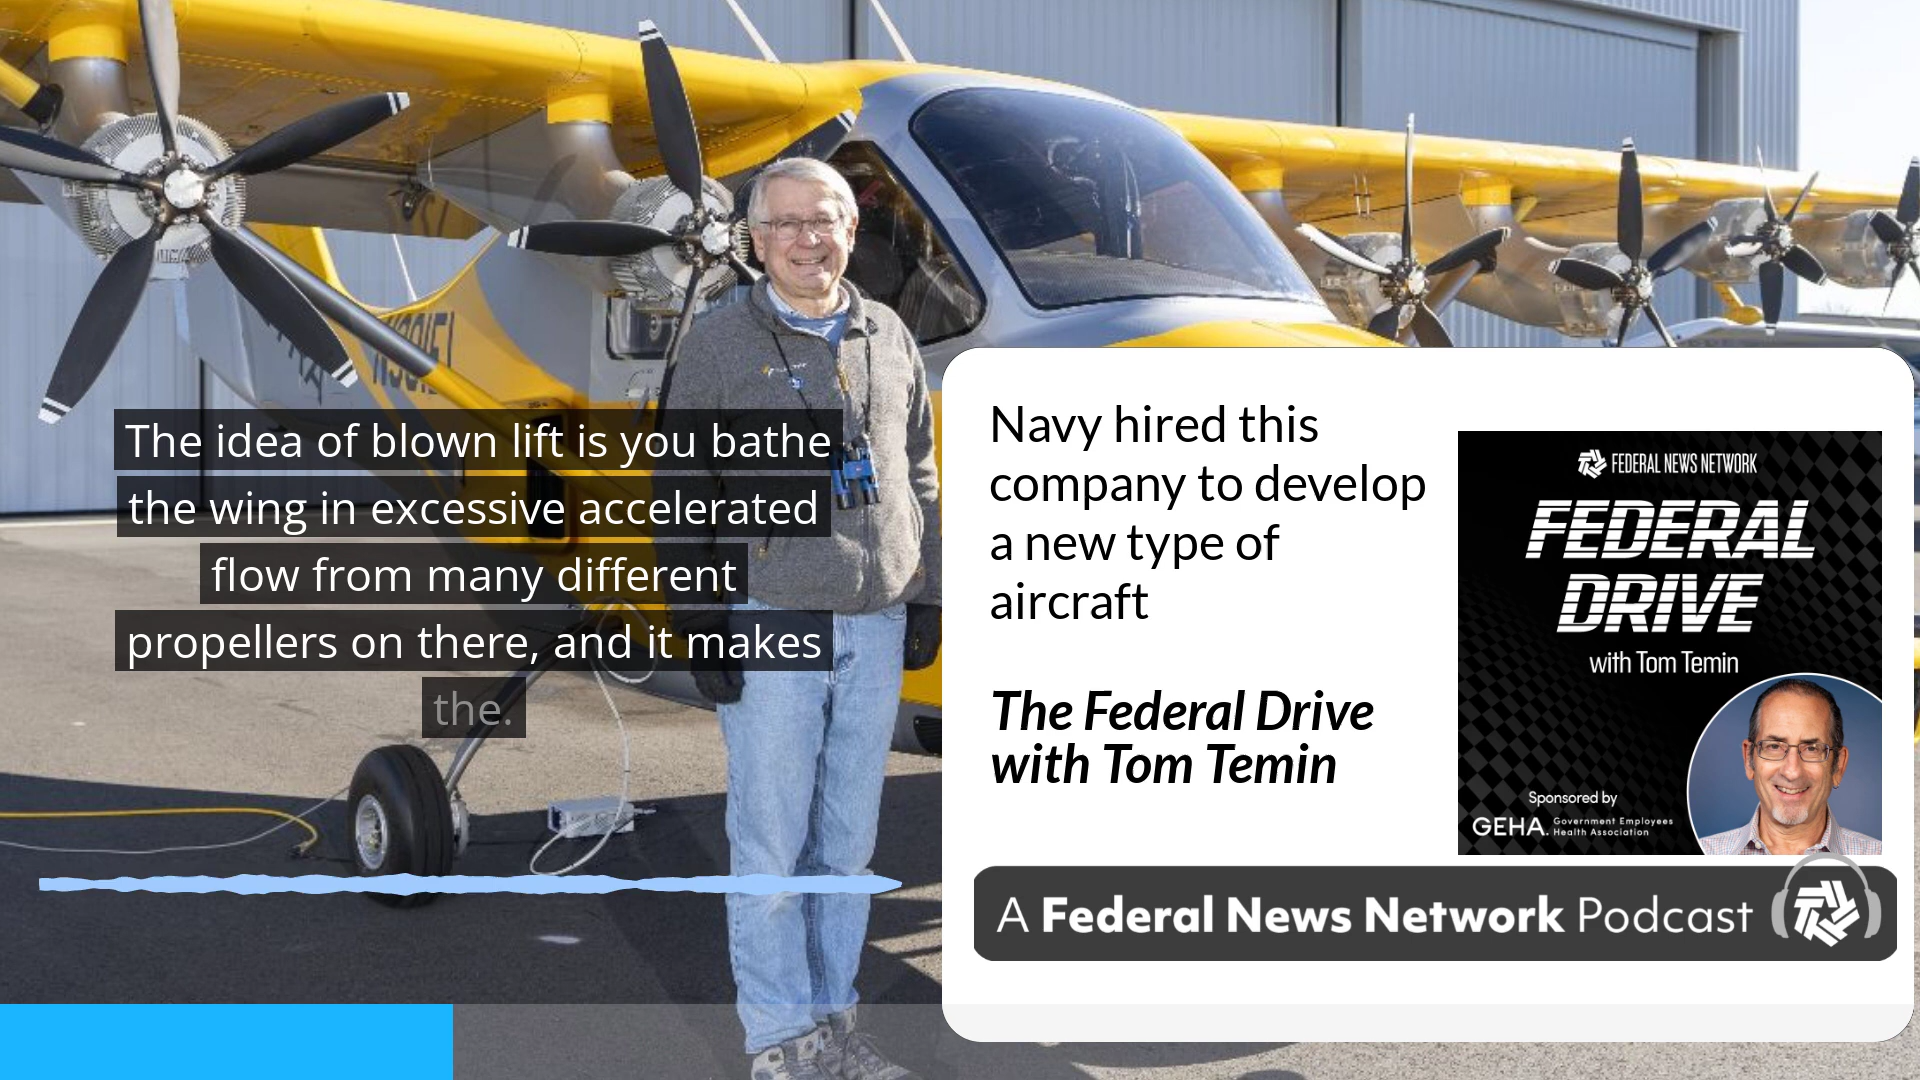 The idea of blown lift is you bathe
the wing in excessive accelerated
flow from many different
propellers on there, and it makes
the.
Navy hired this
company to develop
a new type of
aircraft
The Federal Drive
with Tom Temin
FEDERAL NEWS NETWORK
FEDERAL
DRIVE
with Tom Temin
Sponsored by
GEHA. Government Employees
Health Association
A Federal News Network Podcast